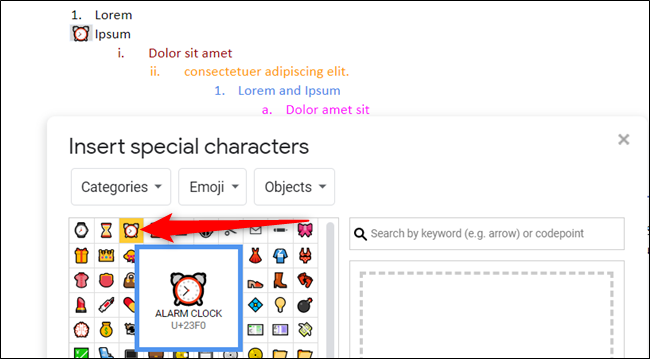 1. Lorem
Ipsum
i. Dolor sit amet
ii. consectetuer adipiscing elit.
1. Lorem and Ipsum
a. Dolor amet sit
Insert special characters
Categories Emoji Objects
Search by keyword (e.g. arrow) or codepoint
ALARM CLOCK
U+23F0